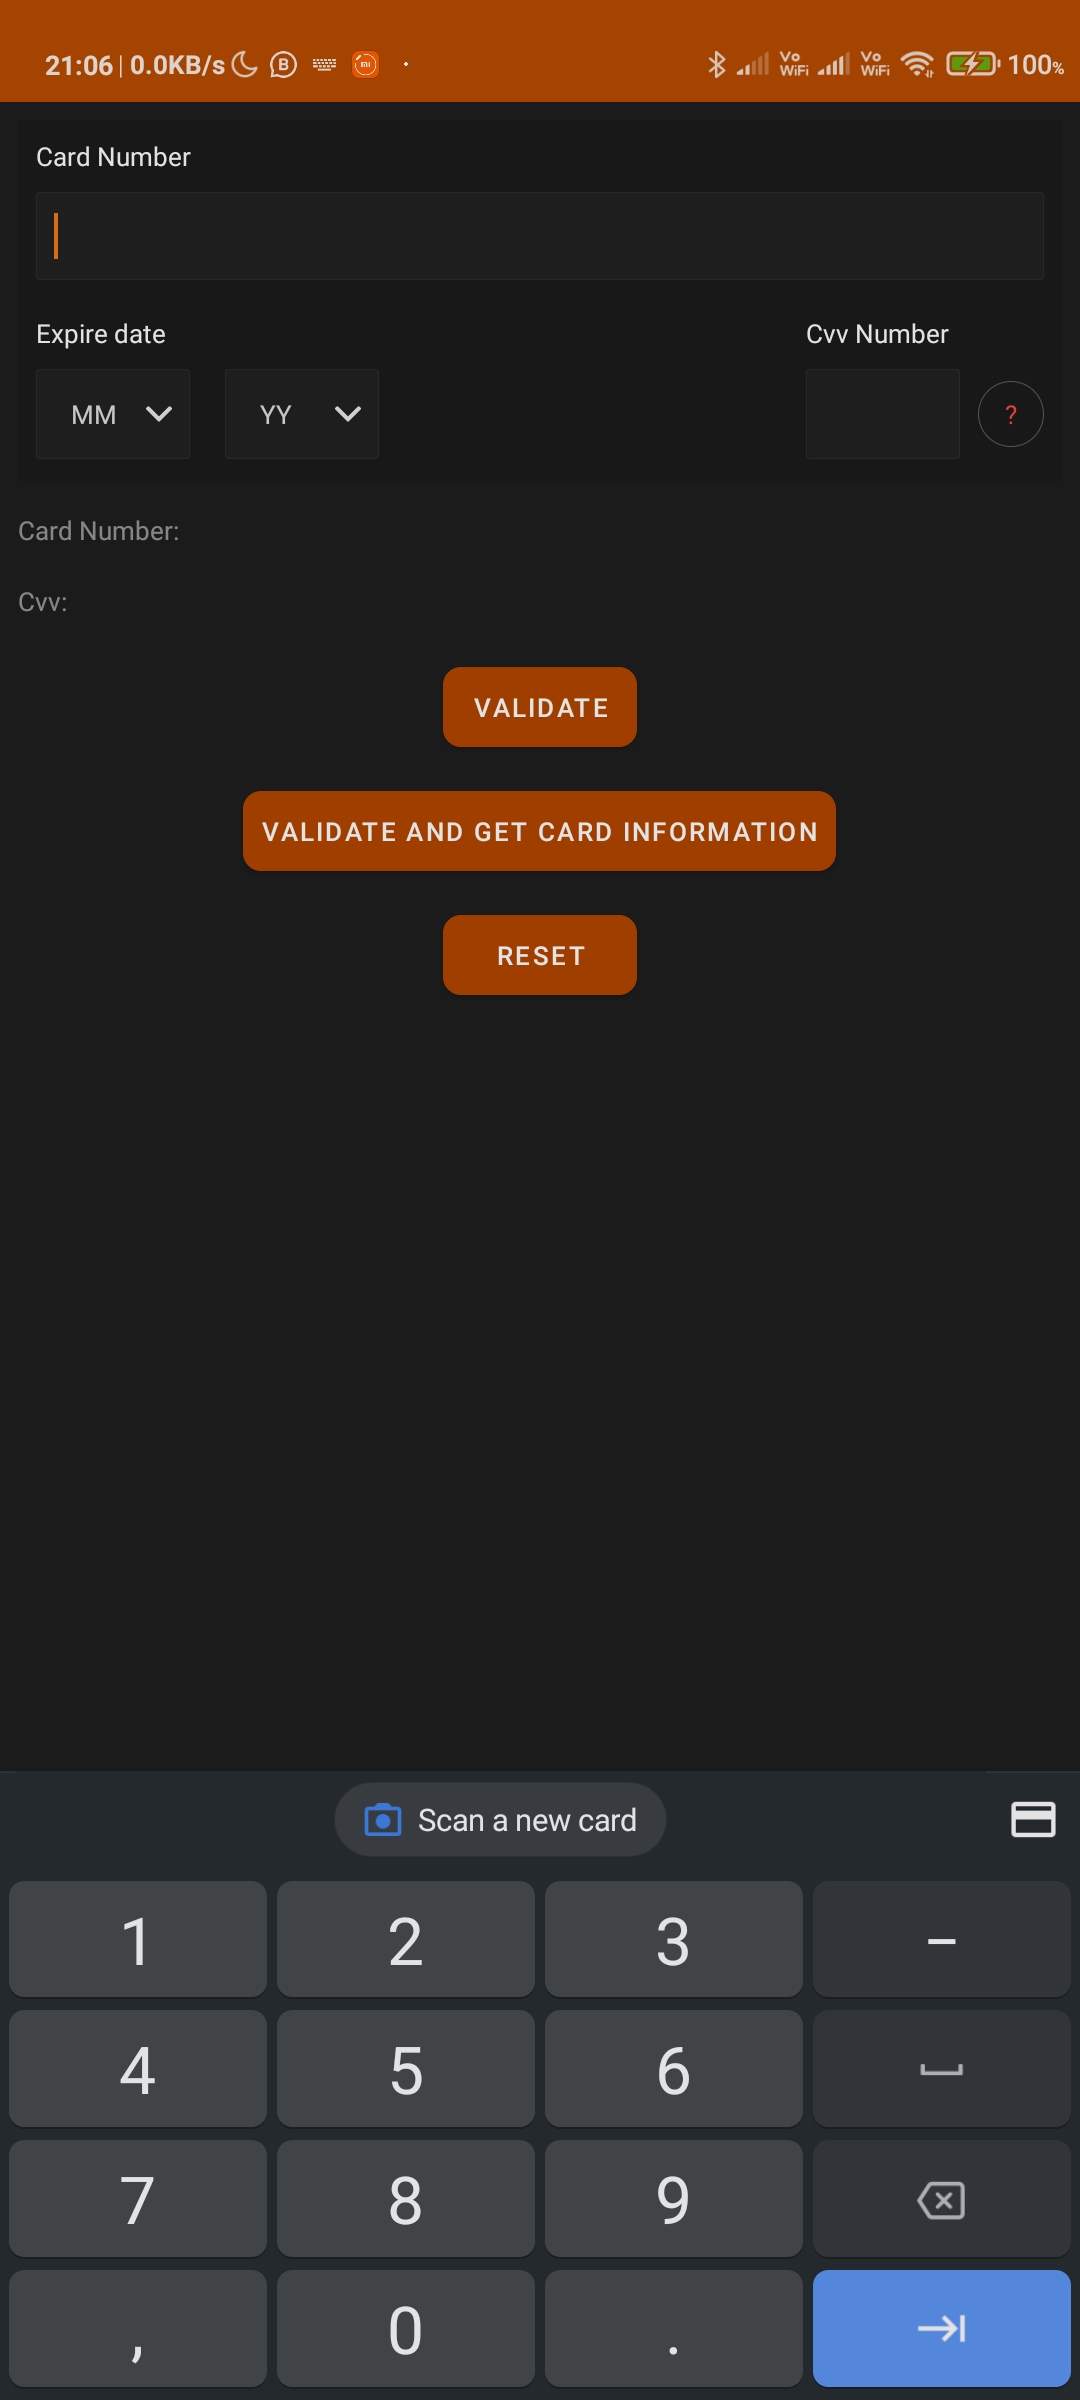 21:06 | 0.0KB/s B mi Vo WiFi Vo WiFi 100%
Card Number
Expire date Cvv Number
MM YY ?
Card Number:
Cvv:
VALIDATE
VALIDATE AND GET CARD INFORMATION
RESET
Scan a new card
1 2 3 –
4 5 6
7 8 9
, 0 .